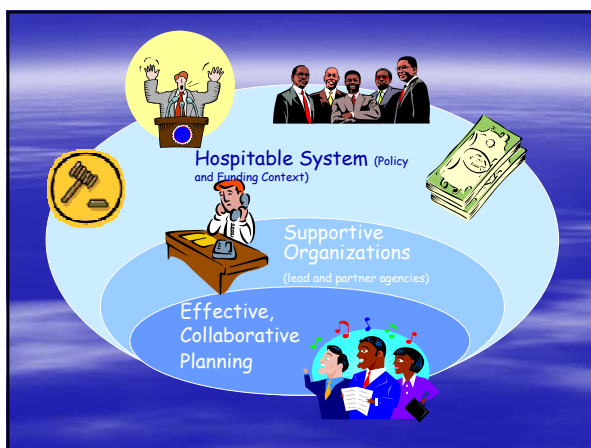 Hospitable System (Policy
and Funding Context)
Supportive
Organizations
(lead and partner agencies)
Effective,
Collaborative
Planning